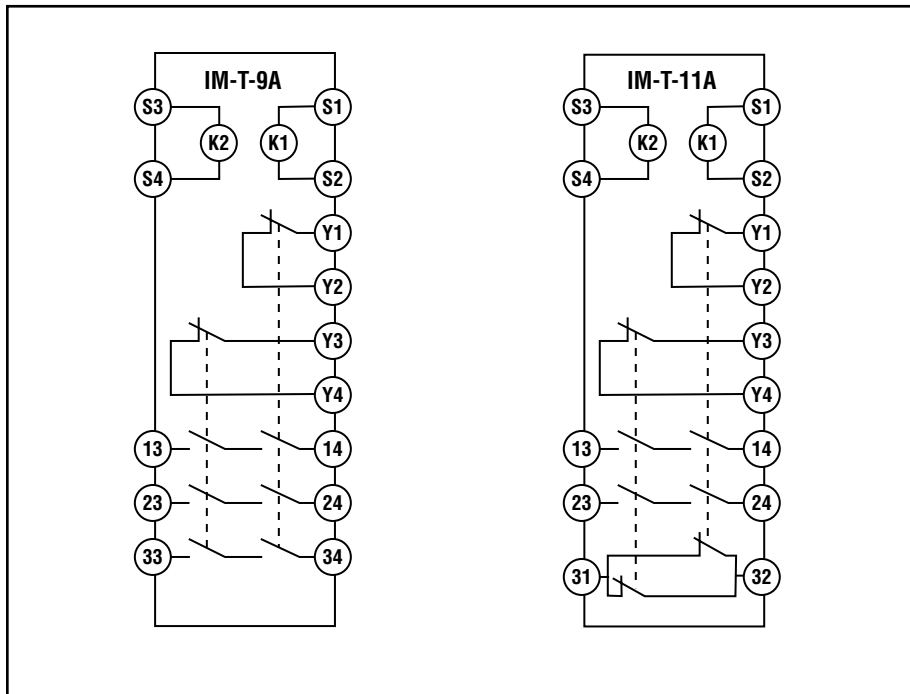 IM-T-9A
S3
S1
K2
K1
S4
S2
Y1
Y2
Y3
Y4
13
14
23
24
33
34
IM-T-11A
S3
S1
K2
K1
S4
S2
Y1
Y2
Y3
Y4
13
14
23
24
31
32